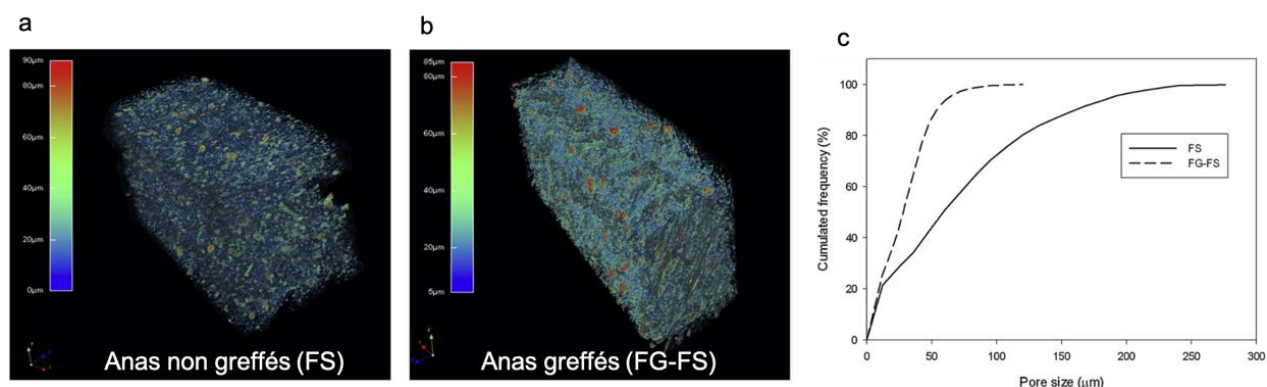 a
90µm
80µm
60µm
40µm
20µm
0µm
Anas non greffés (FS)
b
85µm
80µm
60µm
40µm
20µm
5µm
Anas greffés (FG-FS)
c
Cumulated frequency (%)
100
80
60
40
20
0
FS
FG-FS
0
50
100
150
200
250
300
Pore size (µm)